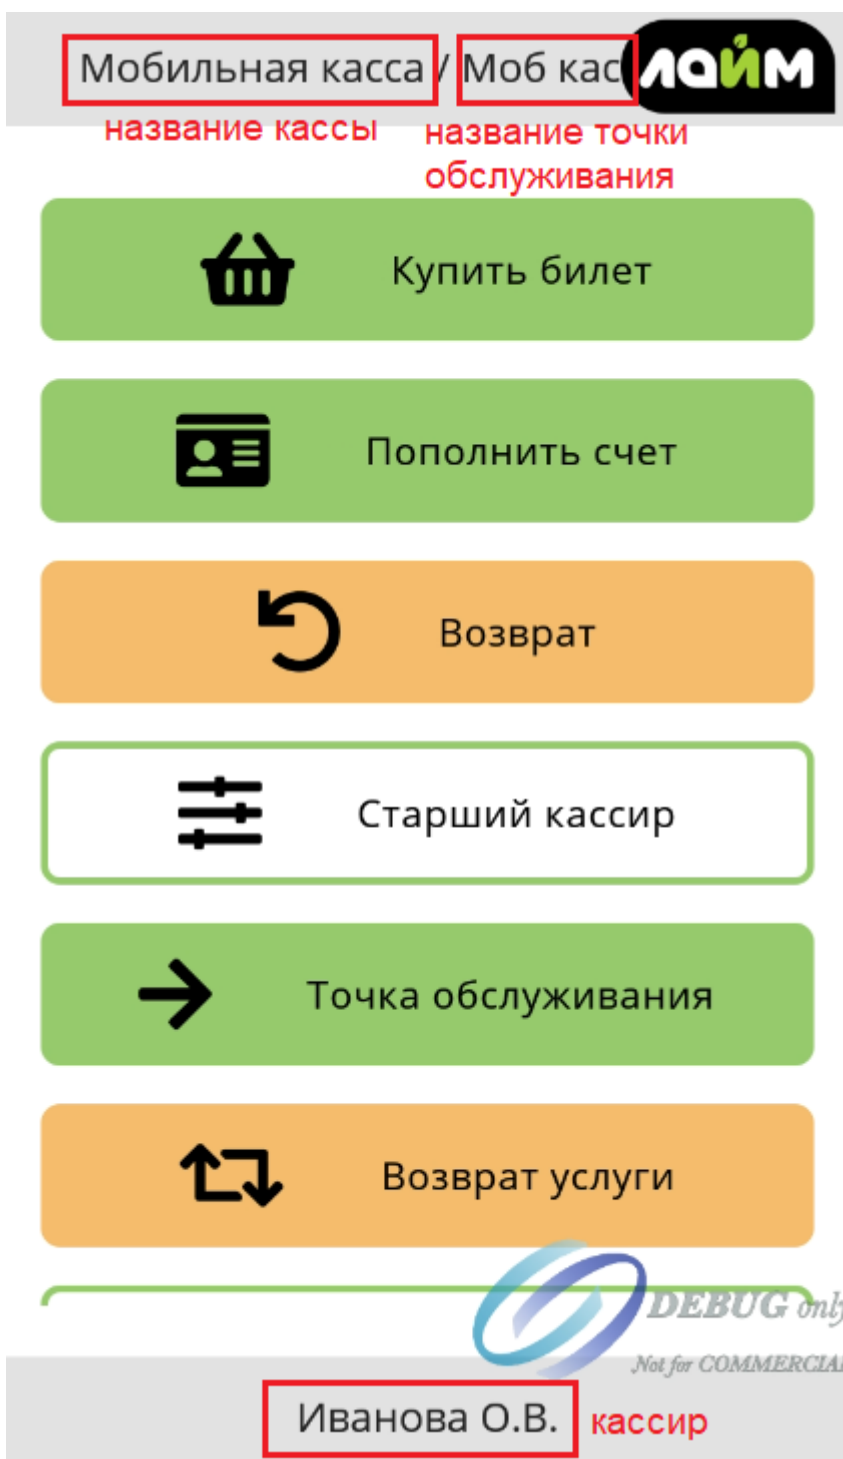 Мобильная касса / Моб кас
лайм
название кассы
название точки
обслуживания
Купить билет
Пополнить счет
Возврат
Старший кассир
Точка обслуживания
Возврат услуги
DEBUG only
Not for COMMERCIAL
Иванова О.В.
кассир